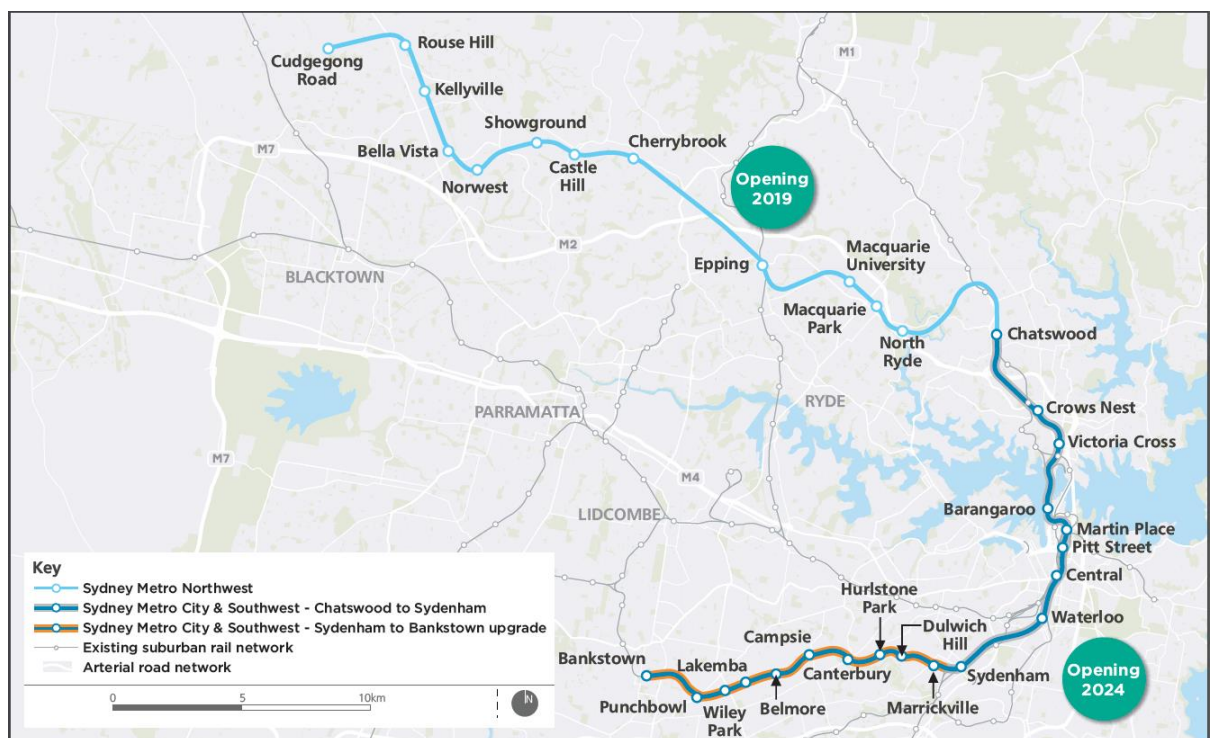 Cudgegong
Road
Rouse Hill
Kellyville
Showground
Bella Vista
Norwest
Castle
Hill
Cherrybrook
M1
M7
M2
Opening
2019
BLACKTOWN
Epping
Macquarie
University
Macquarie
Park
North
Ryde
Chatswood
PARRAMATTA
RYDE
Crows Nest
Victoria Cross
M7
M4
LIDCOMBE
Barangaroo
Martin Place
Pitt Street
Central
Waterloo
Hurlstone
Park
Dulwich
Hill
Campsie
Bankstown
Lakemba
Canterbury
Sydenham
Punchbowl
Wiley
Park
Belmore
Marrickville
Opening
2024
Key
Sydney Metro Northwest
Sydney Metro City & Southwest - Chatswood to Sydenham
Sydney Metro City & Southwest - Sydenham to Bankstown upgrade
Existing suburban rail network
Arterial road network
0 5 10km
N